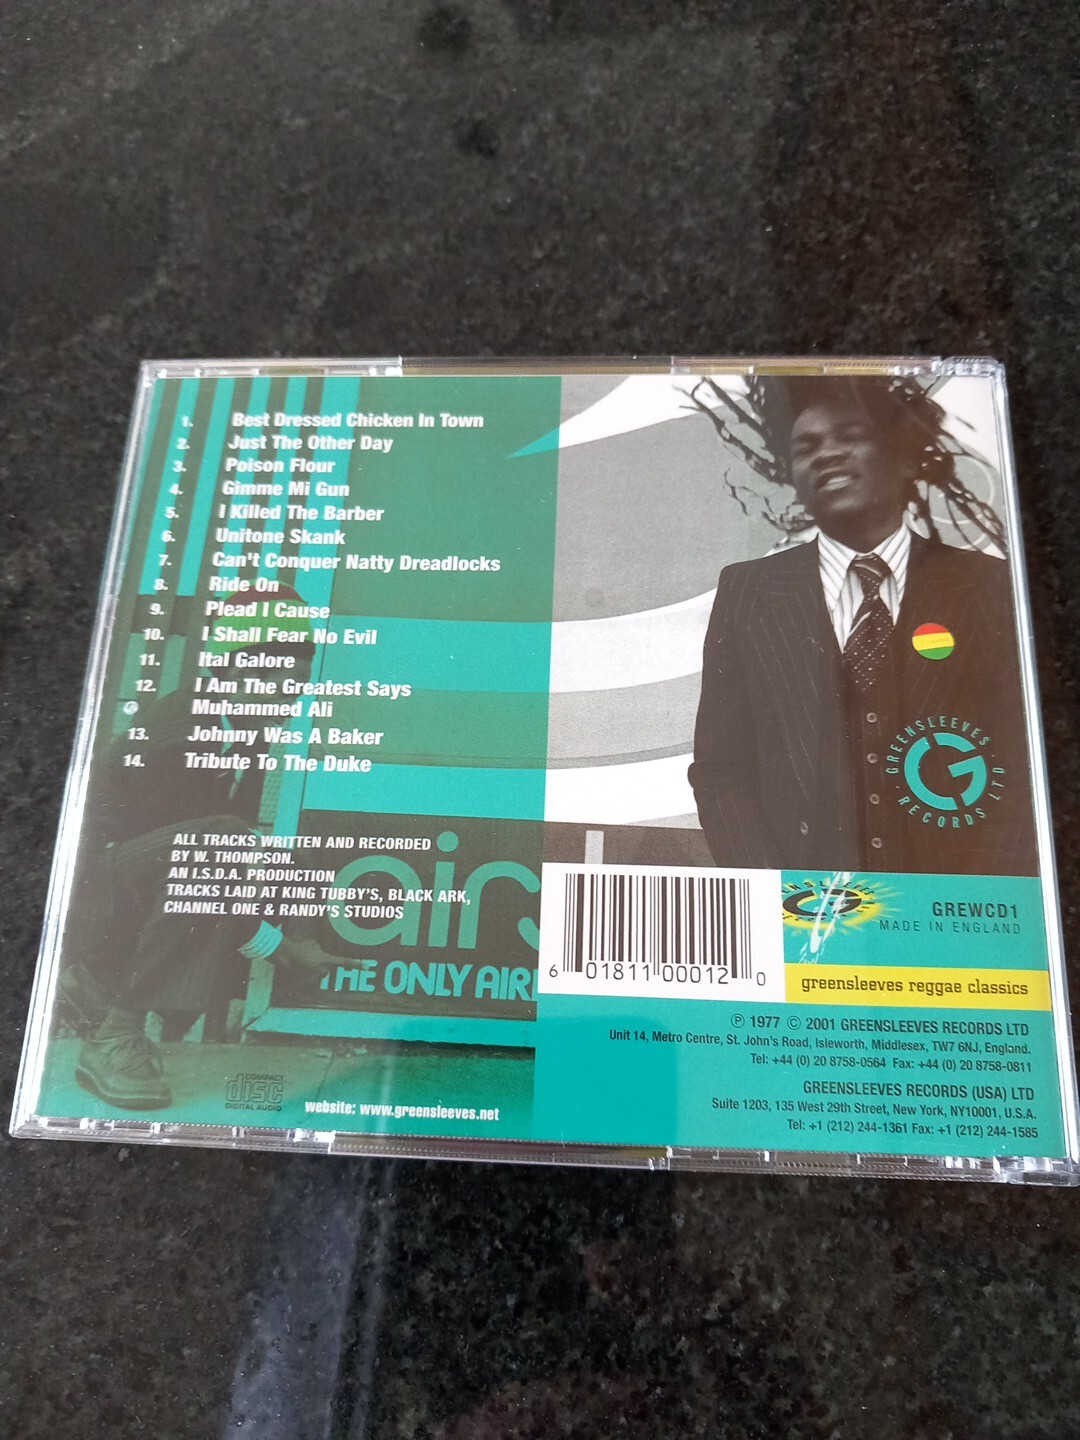 1. Best Dressed Chicken In Town
2. Just The Other Day
3. Poison Flour
4. Gimme Mi Gun
5. I Killed The Barber
6. Unitone Skank
7. Can't Conquer Natty Dreadlocks
8. Ride On
9. Plead I Cause
10. I Shall Fear No Evil
11. Ital Galore
12. I Am The Greatest Says
Muhammed Ali
13. Johnny Was A Baker
14. Tribute To The Duke
ALL TRACKS WRITTEN AND RECORDED
BY W. THOMPSON.
AN I.S.D.A. PRODUCTION
TRACKS LAID AT KING TUBBY'S, BLACK ARK,
CHANNEL ONE & RANDY'S STUDIOS
THE ONLY
COMPACT
disc
DIGITAL AUDIO
website: www.greensleeves.net
GREENSLEEVES · RECORDS LTD ·
G
6 01811 00012 0
GREWCD1
MADE IN ENGLAND
greensleeves reggae classics
℗ 1977 © 2001 GREENSLEEVES RECORDS LTD
Unit 14, Metro Centre, St. John's Road, Isleworth, Middlesex, TW7 6NJ, England.
Tel: +44 (0) 20 8758-0564 Fax: +44 (0) 20 8758-0811
GREENSLEEVES RECORDS (USA) LTD
Suite 1203, 135 West 29th Street, New York, NY10001, U.S.A.
Tel: +1 (212) 244-1361 Fax: +1 (212) 244-1585